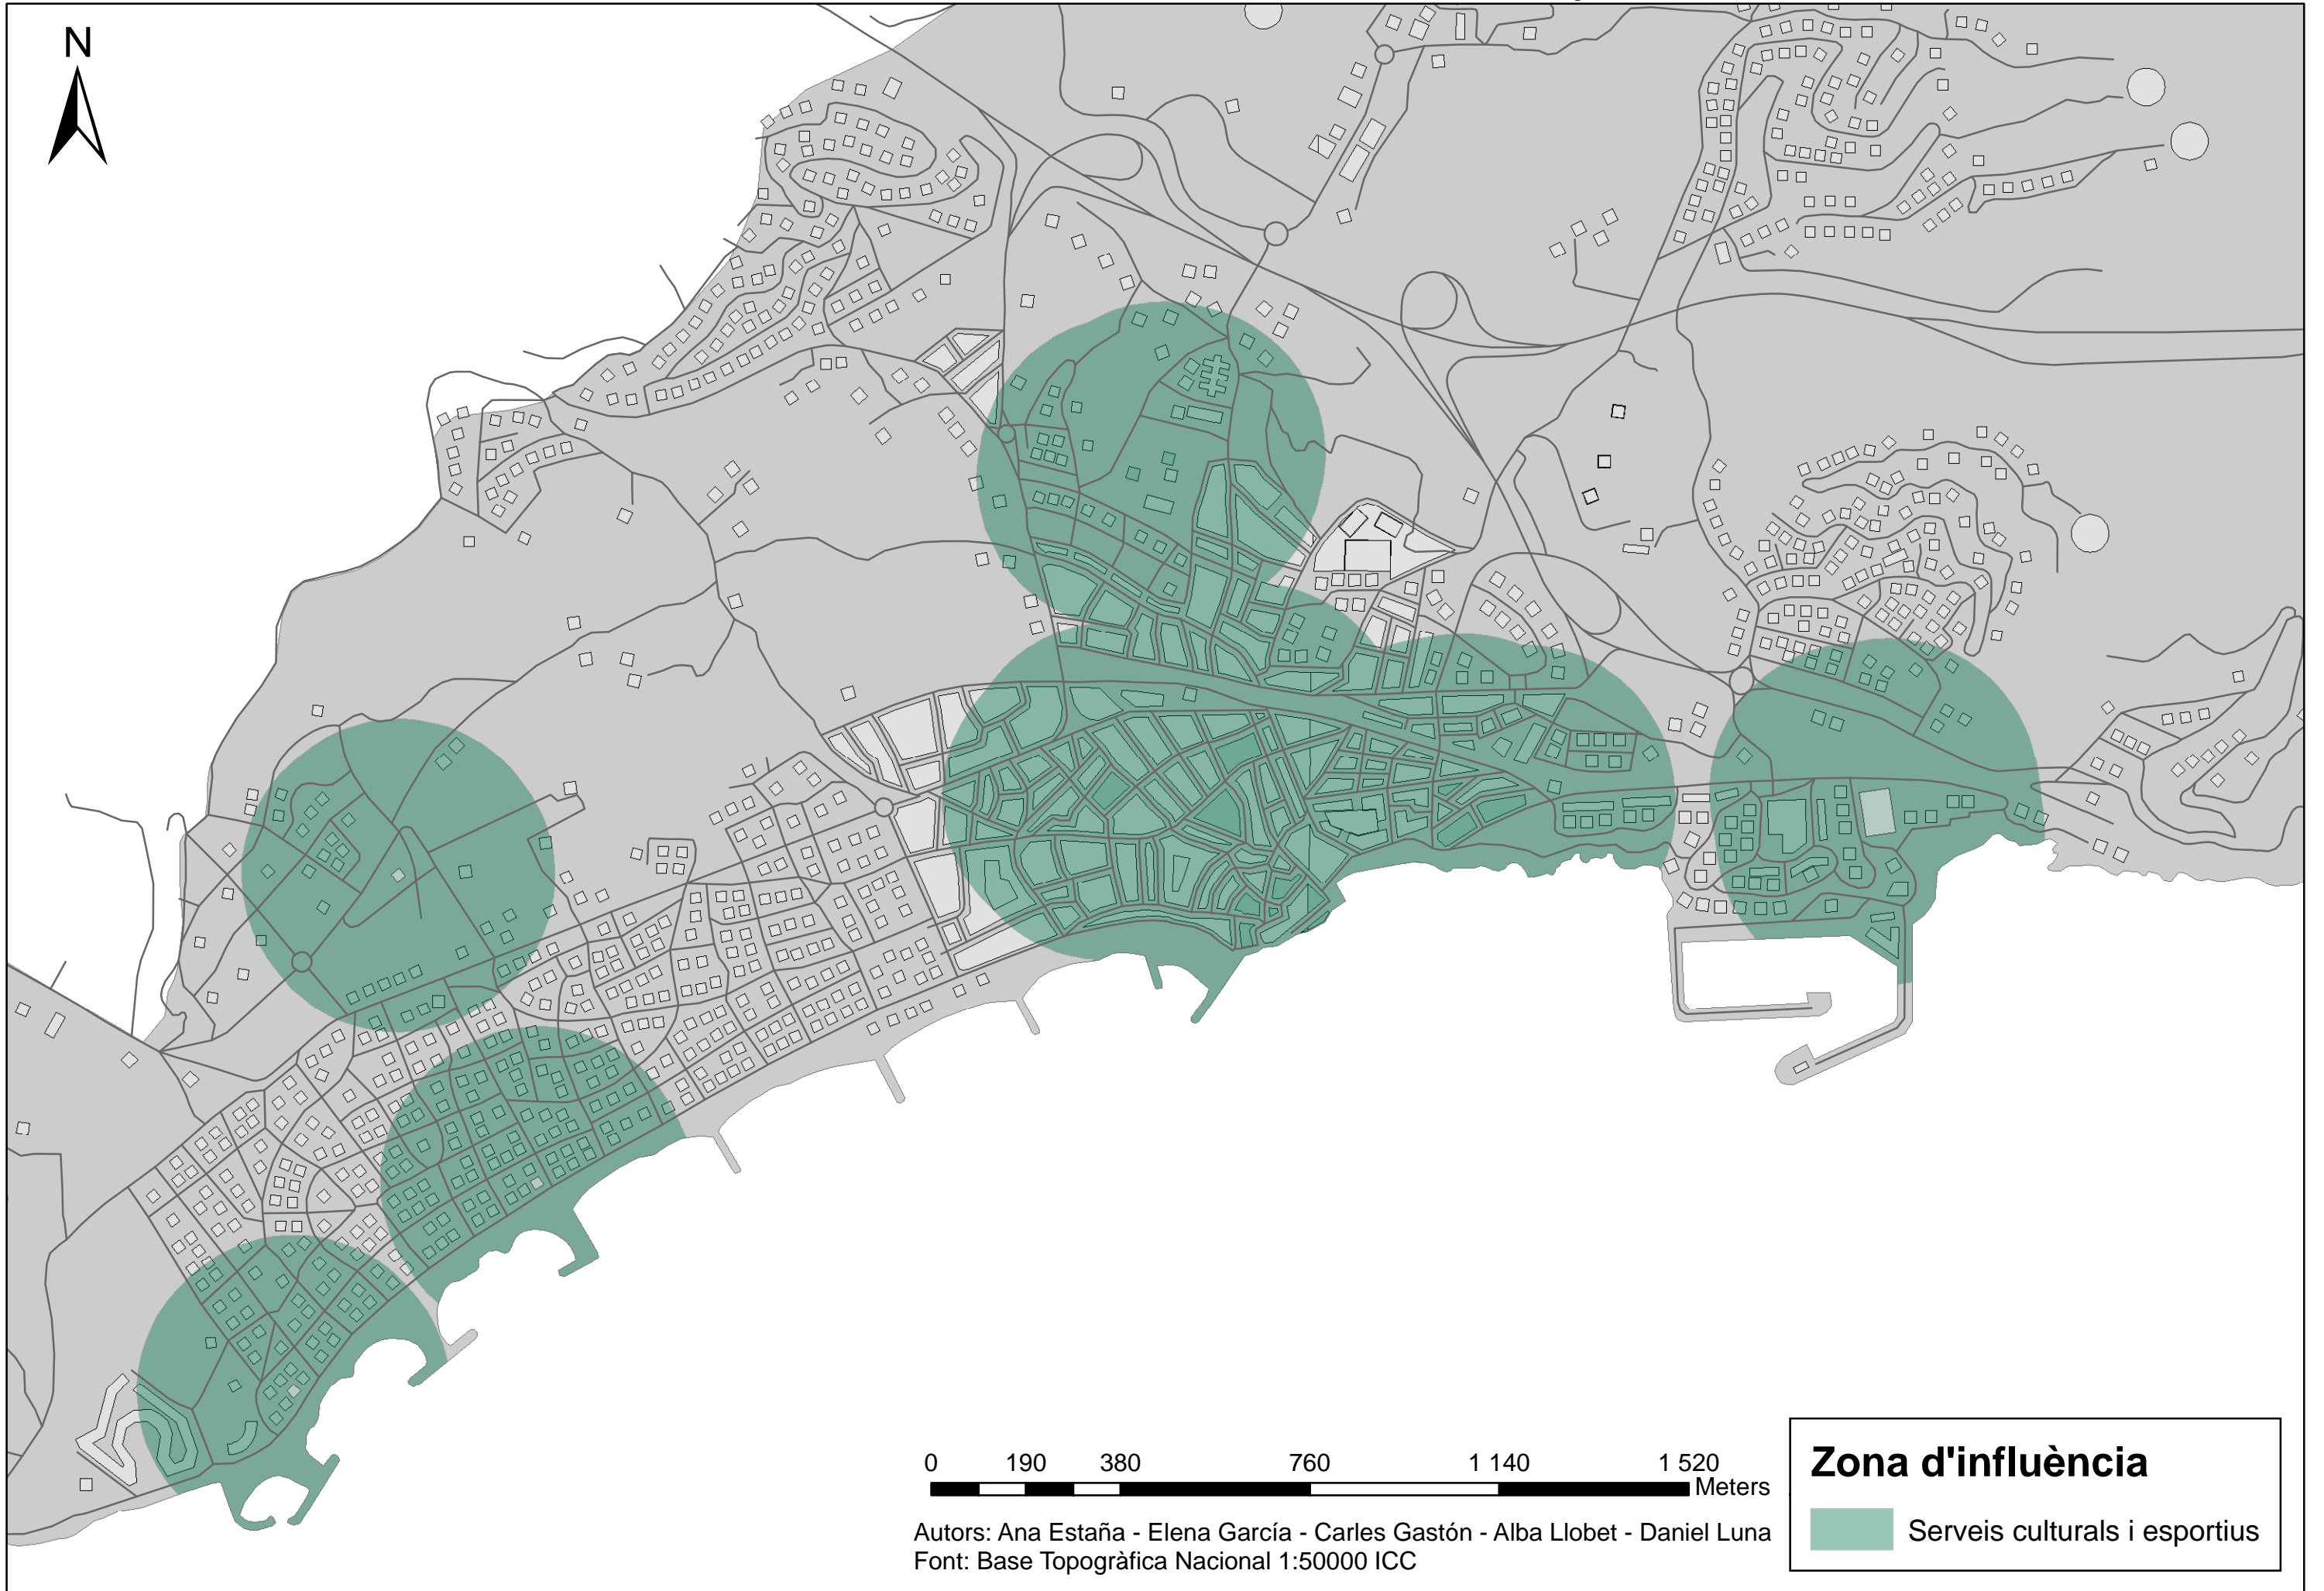 N
0 190 380 760 1 140 1 520
Meters
Autors: Ana Estaña - Elena García - Carles Gastón - Alba Llobet - Daniel Luna
Font: Base Topogràfica Nacional 1:50000 ICC
Zona d'influència
Serveis culturals i esportius